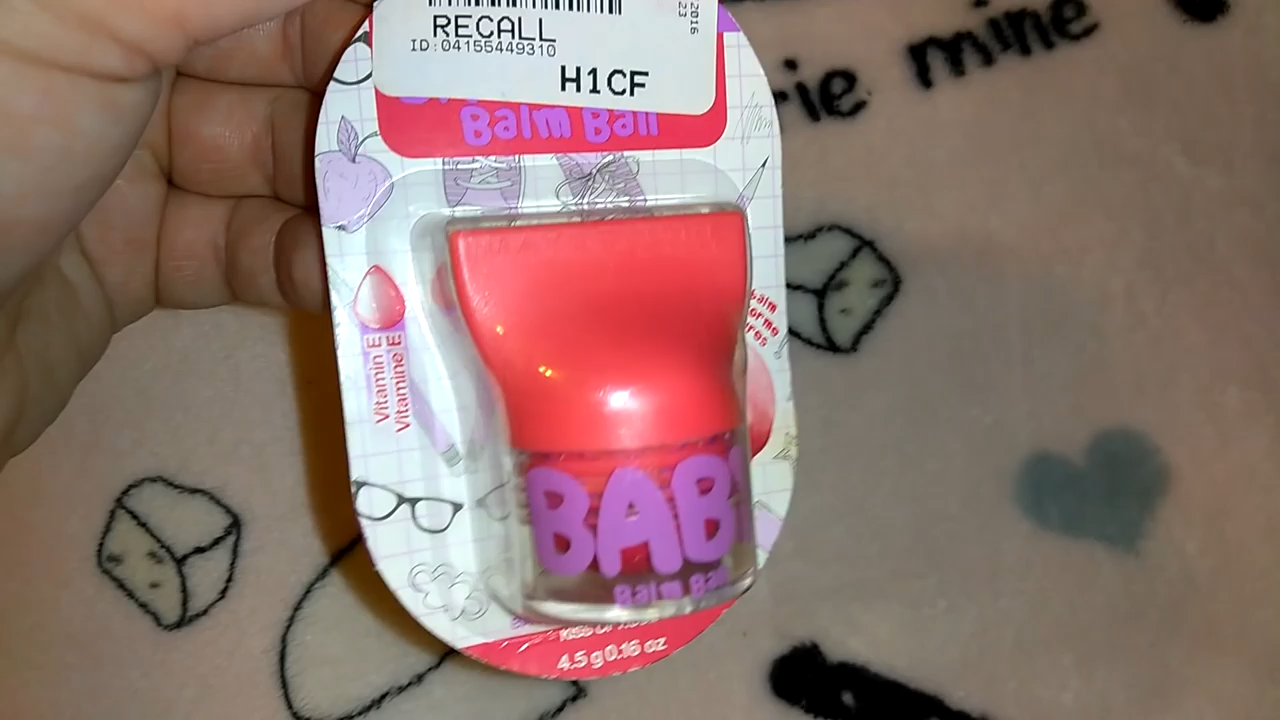 2016
23
RECALL
ID:04155449310
H1CF
Balm Ball
rie mine
balm
Vitamin E
Vitamine E
BAB
Balm Ba
4.5 g 0.16 oz